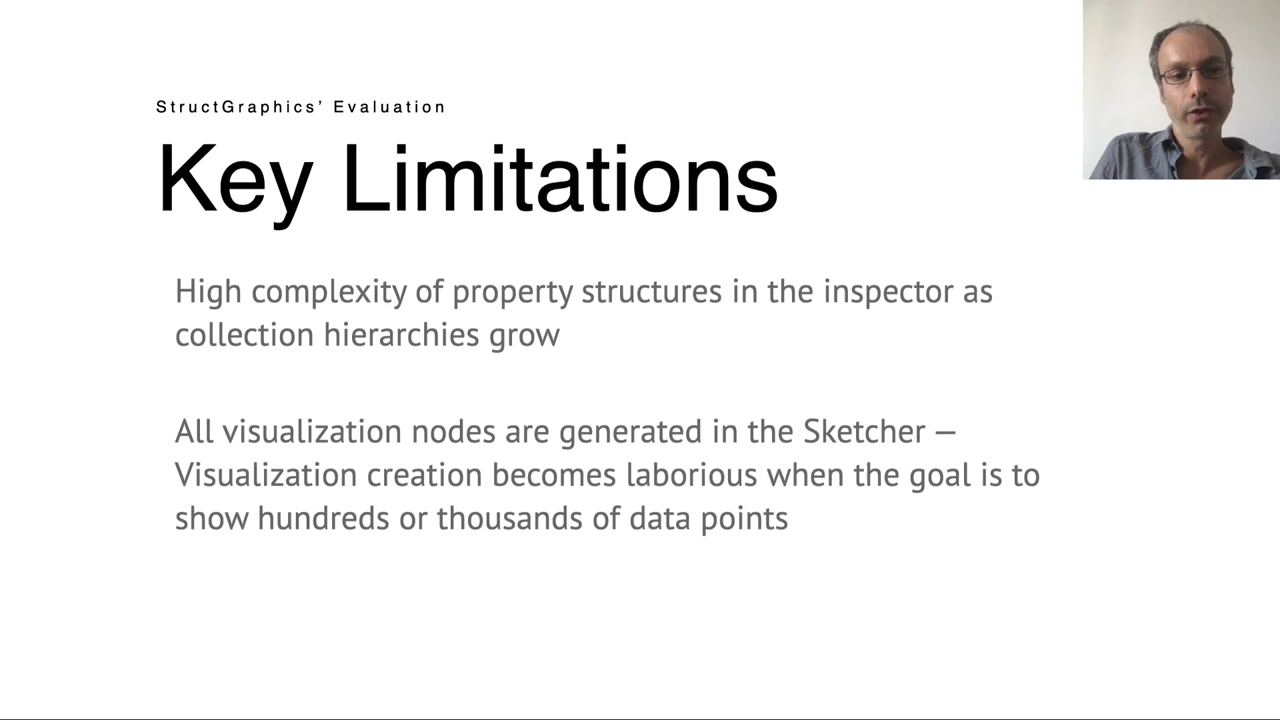 StructGraphics’ Evaluation
Key Limitations
High complexity of property structures in the inspector as
collection hierarchies grow
All visualization nodes are generated in the Sketcher —
Visualization creation becomes laborious when the goal is to
show hundreds or thousands of data points